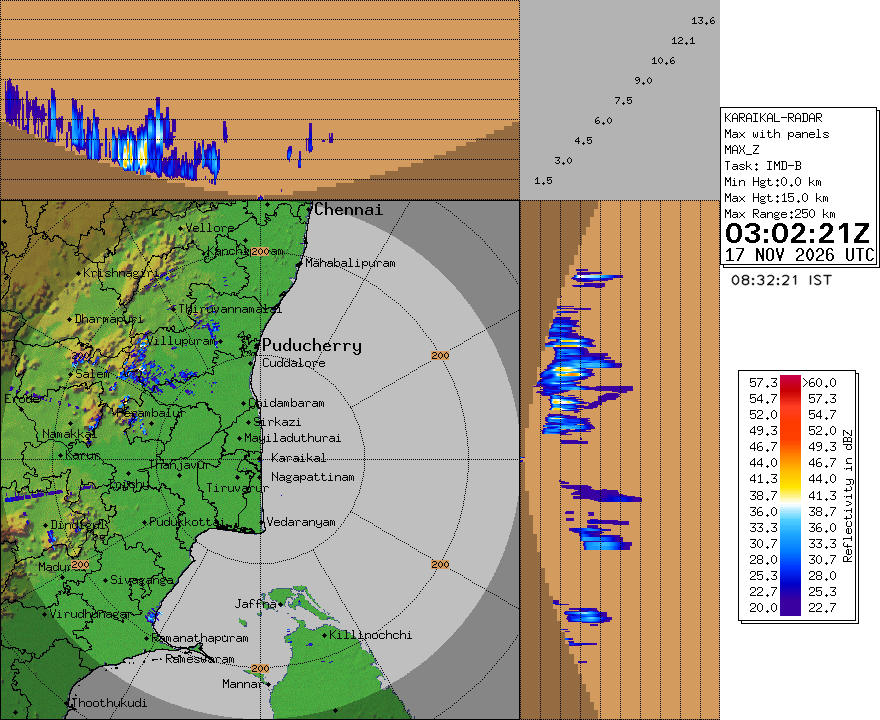 13.6
12.1
10.6
9.0
7.5
6.0
4.5
3.0
1.5
KARAIKAL-RADAR
Max with panels
MAX_Z
Task: IMD-B
Min Hgt:0.0 km
Max Hgt:15.0 km
Max Range:250 km
03:02:21Z
17 NOV 2026 UTC
08:32:21 IST
Chennai
Vellore
200
Mahabalipuram
Krishnagiri
Thiruvannamalai
Dharmapuri
Villupuram
Puducherry
200
Cuddalore
Salem
Chidambaram
Perambalur
Sirkazi
Namakkal
Mayiladuthurai
Karur
Karaikal
Thanjavur
Nagapattinam
Tiruvarur
Dindigul
Pudukkottai
Vedaranyam
200
200
Sivaganga
Jaffna
Virudhunagar
Ramanathapuram
Killinochchi
Rameswaram
200
Mannar
Thoothukudi
57.3 >60.0
54.7 57.3
52.0 54.7
49.3 52.0
46.7 49.3
44.0 46.7
41.3 44.0
38.7 41.3
36.0 38.7
33.3 36.0
30.7 33.3
28.0 30.7
25.3 28.0
22.7 25.3
20.0 22.7
Reflectivity in dBZ